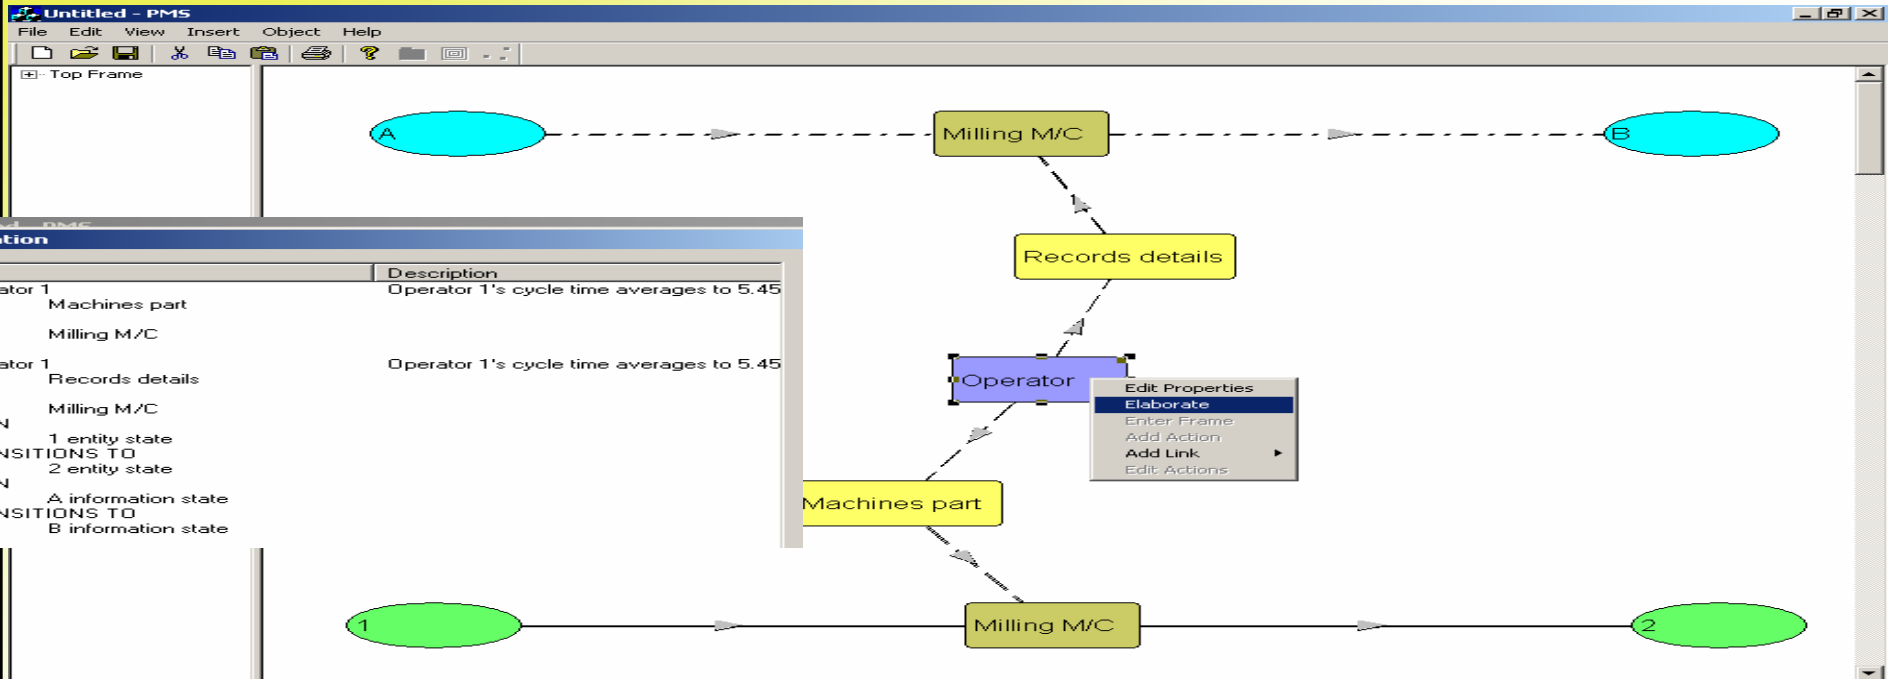 Untitled - PMS
File Edit View Insert Object Help
Top Frame
A
Milling M/C
B
Records details
Operator
Edit Properties
Elaborate
Enter Frame
Add Action
Add Link
Edit Actions
Machines part
1
Milling M/C
2
PMS
tion
Description
ator 1 Operator 1's cycle time averages to 5.45
Machines part
Milling M/C
ator 1 Operator 1's cycle time averages to 5.45
Records details
Milling M/C
N
1 entity state
NSITIONS TO
2 entity state
N
A information state
NSITIONS TO
B information state